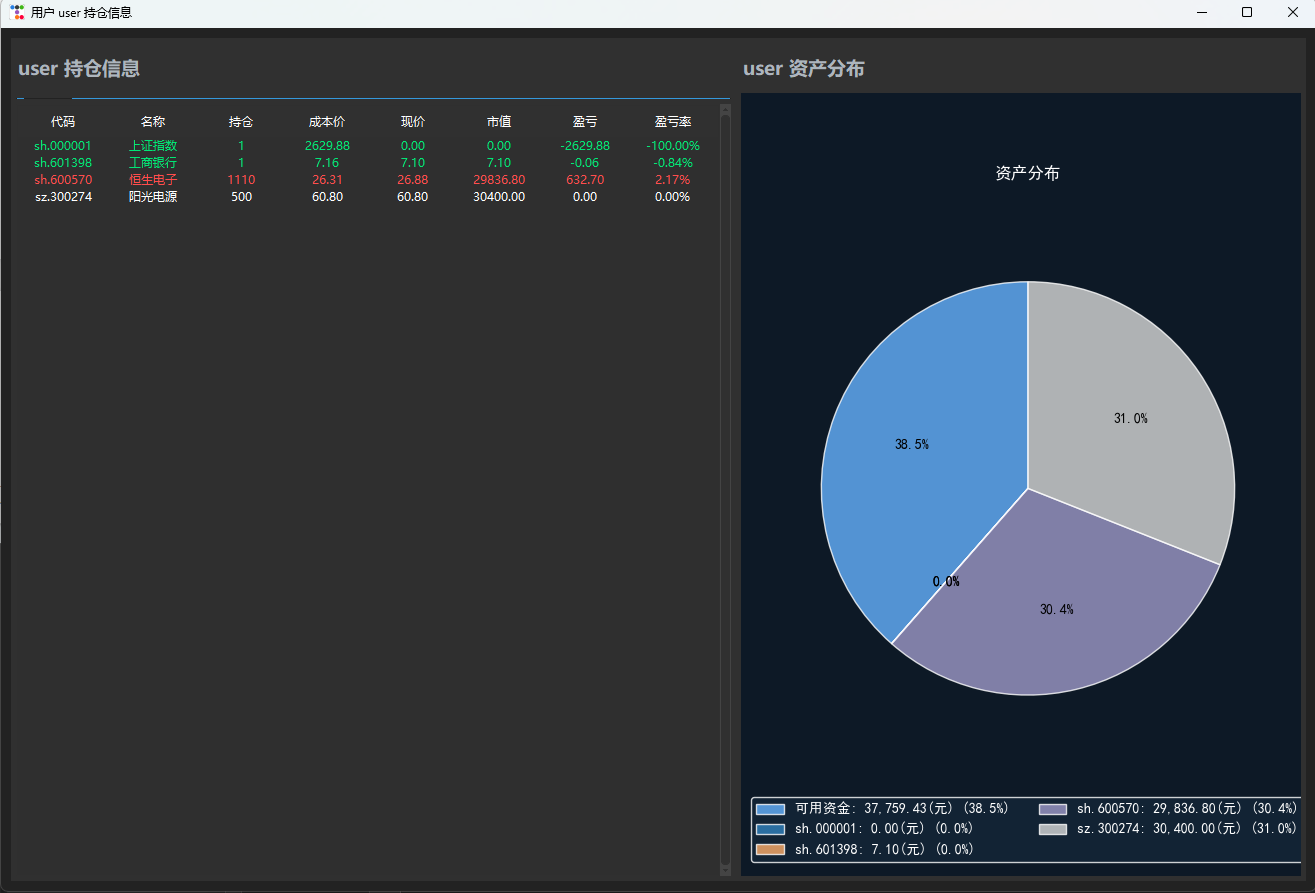 用户 user 持仓信息
user 持仓信息
代码 名称 持仓 成本价 现价 市值 盈亏 盈亏率
sh.000001 上证指数 1 2629.88 0.00 0.00 -2629.88 -100.00%
sh.601398 工商银行 1 7.16 7.10 7.10 -0.06 -0.84%
sh.600570 恒生电子 1110 26.31 26.88 29836.80 632.70 2.17%
sz.300274 阳光电源 500 60.80 60.80 30400.00 0.00 0.00%
user 资产分布
资产分布
31.0%
38.5%
0.0%
30.4%
可用资金: 37,759.43(元) (38.5%)
sh.000001: 0.00(元) (0.0%)
sh.601398: 7.10(元) (0.0%)
sh.600570: 29,836.80(元) (30.4%)
sz.300274: 30,400.00(元) (31.0%)